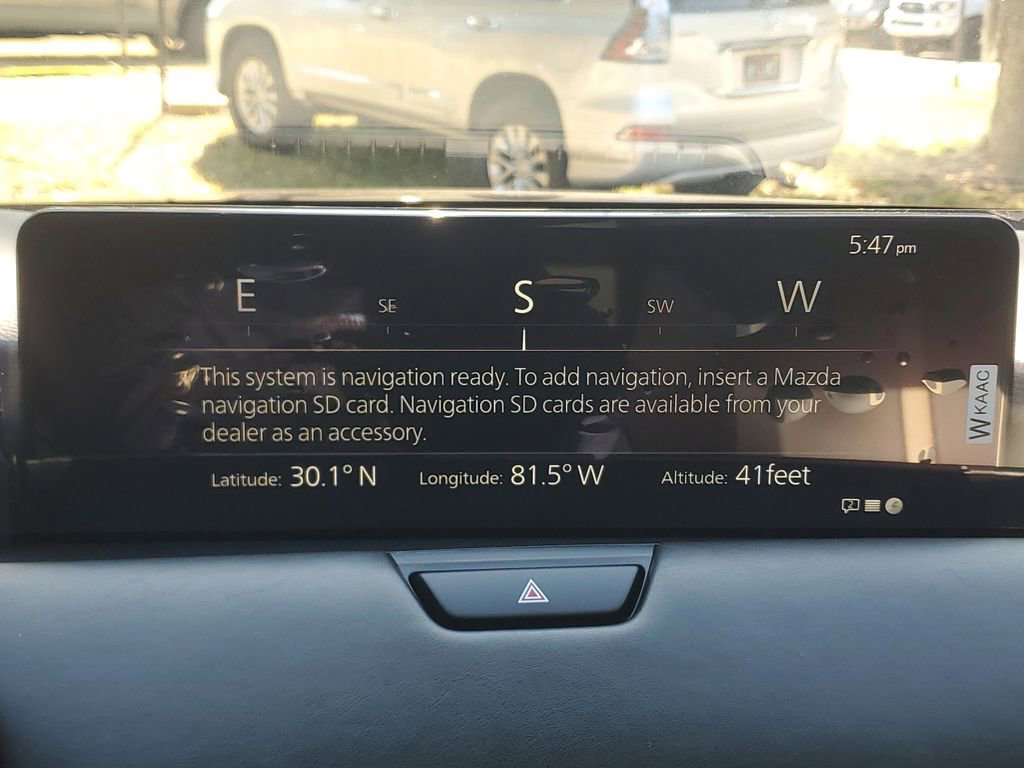 5:47 pm
E SE S SW W
This system is navigation ready. To add navigation, insert a Mazda
navigation SD card. Navigation SD cards are available from your
dealer as an accessory.
Latitude: 30.1° N Longitude: 81.5° W Altitude: 41feet
2
WKAAC